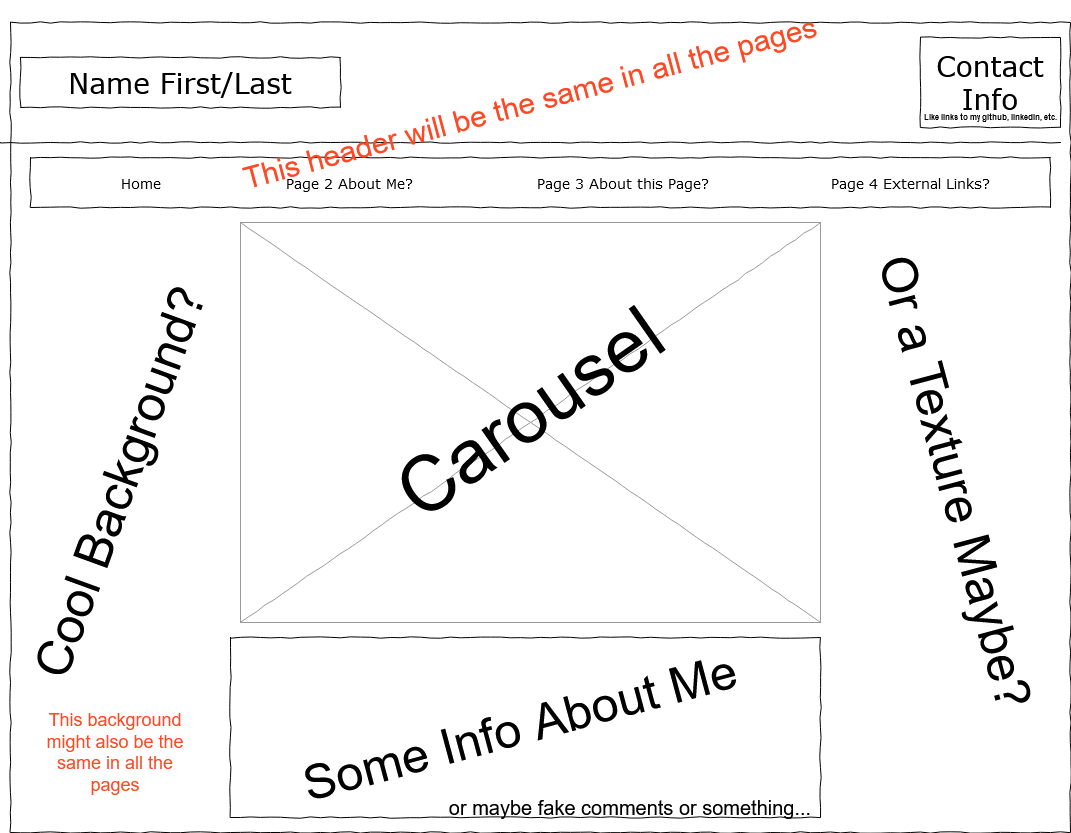 This header will be the same in all the pages
Name First/Last
Contact
Info
Like links to my github, linkedin, etc.
Home
Page 2 About Me?
Page 3 About this Page?
Page 4 External Links?
Cool Background?
Carousel
Or a Texture Maybe?
This background
might also be the
same in all the
pages
Some Info About Me
or maybe fake comments or something...